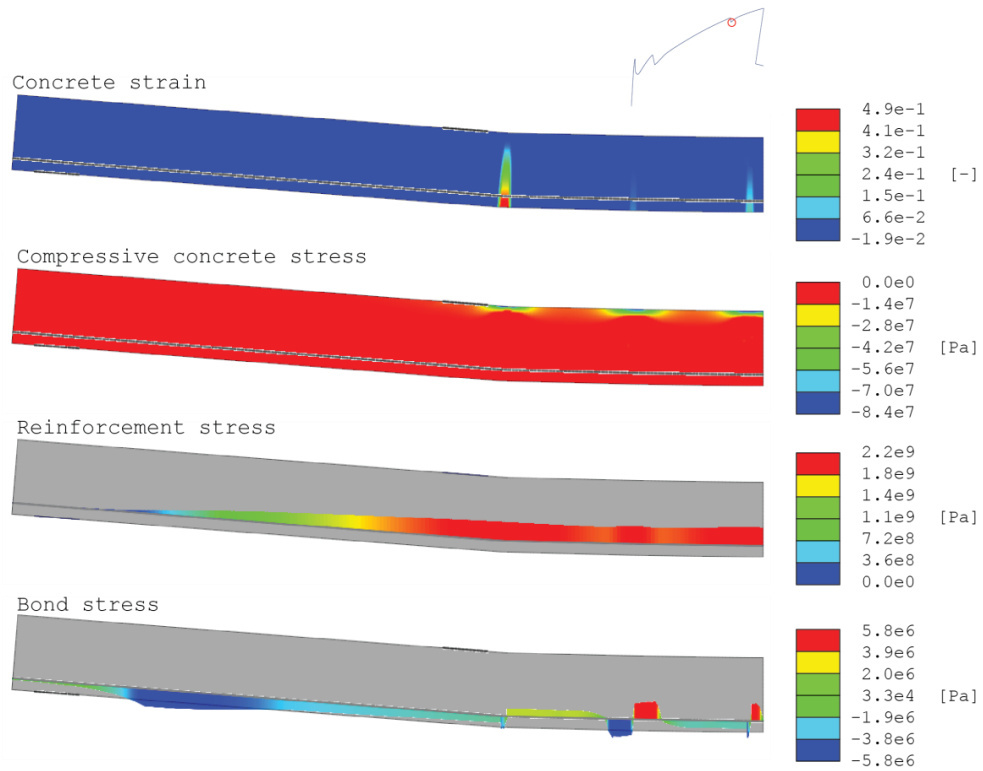 Concrete strain
4.9e-1
4.1e-1
3.2e-1
2.4e-1
1.5e-1
6.6e-2
-1.9e-2
[-]
Compressive concrete stress
0.0e0
-1.4e7
-2.8e7
-4.2e7
-5.6e7
-7.0e7
-8.4e7
[Pa]
Reinforcement stress
2.2e9
1.8e9
1.4e9
1.1e9
7.2e8
3.6e8
0.0e0
[Pa]
Bond stress
5.8e6
3.9e6
2.0e6
3.3e4
-1.9e6
-3.8e6
-5.8e6
[Pa]